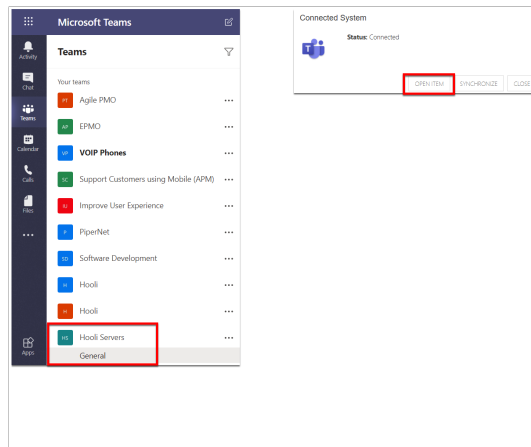 Microsoft Teams
Activity
Chat
Teams
Calendar
Calls
Files
Apps
Teams
Your teams
PT Agile PMO
EP EPMO
VP VOIP Phones
SC Support Customers using Mobile (APM)
IU Improve User Experience
P PiperNet
SD Software Development
H Hooli
H Hooli
HS Hooli Servers
General
Connected System
Status: Connected
OPEN ITEM SYNCHRONIZE CLOSE